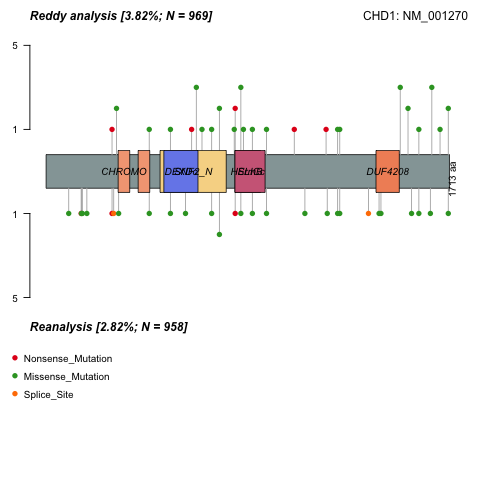 Reddy analysis [3.82%; N = 969]
CHD1: NM_001270
5
1
CHROMO
SNF2_N
HELICc
DUF4208
1713 aa
1
5
Reanalysis [2.82%; N = 958]
Nonsense_Mutation
Missense_Mutation
Splice_Site